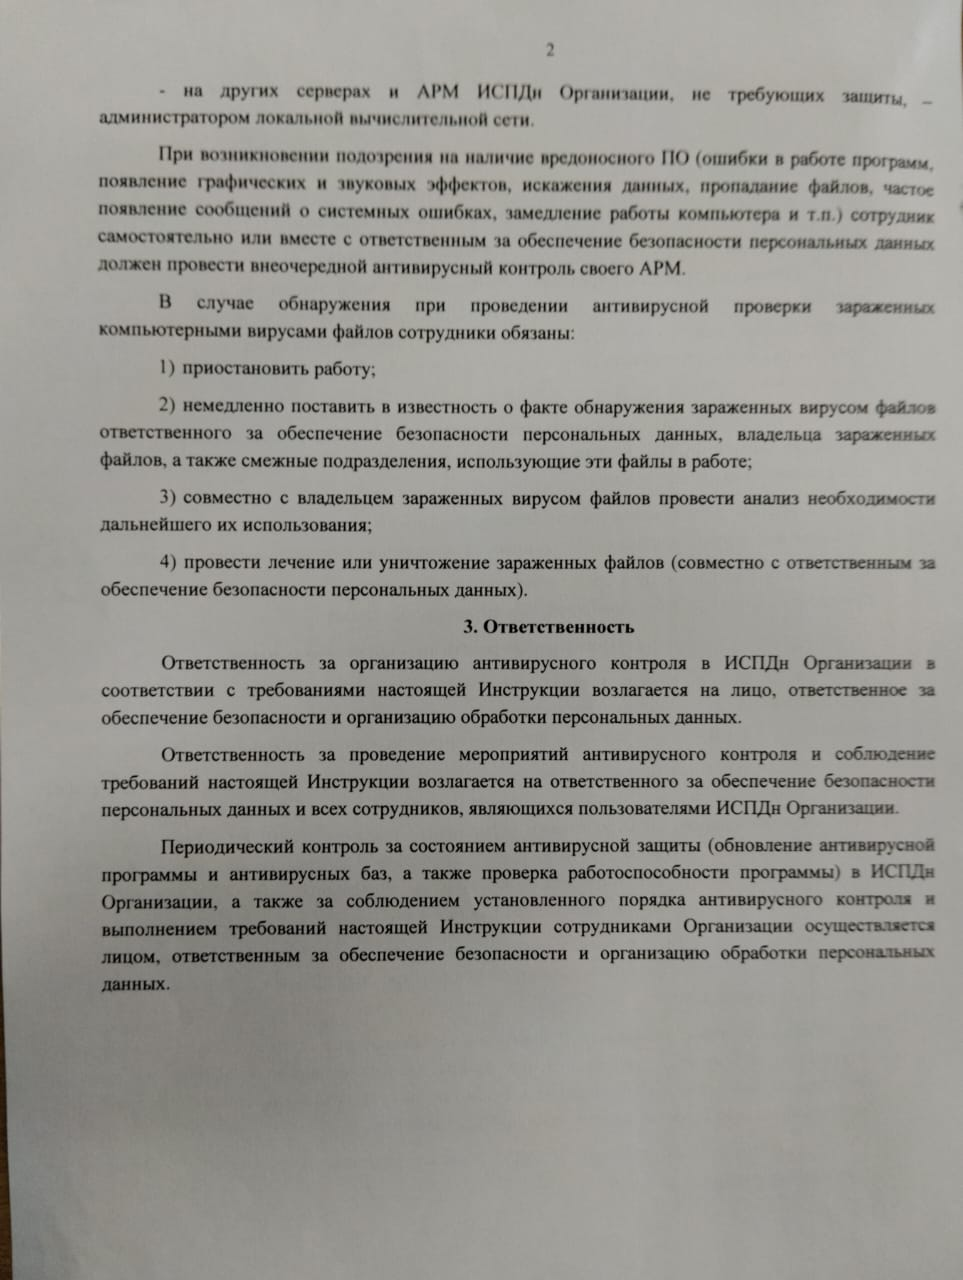 2
- на других серверах и АРМ ИСПДн Организации, не требующих защиты, –
администратором локальной вычислительной сети.
При возникновении подозрения на наличие вредоносного ПО (ошибки в работе программ,
появление графических и звуковых эффектов, искажения данных, пропадание файлов, частое
появление сообщений о системных ошибках, замедление работы компьютера и т.п.) сотрудник
самостоятельно или вместе с ответственным за обеспечение безопасности персональных данных
должен провести внеочередной антивирусный контроль своего АРМ.
В случае обнаружения при проведении антивирусной проверки зараженных
компьютерными вирусами файлов сотрудники обязаны:
1) приостановить работу;
2) немедленно поставить в известность о факте обнаружения зараженных вирусом файлов
ответственного за обеспечение безопасности персональных данных, владельца зараженных
файлов, а также смежные подразделения, использующие эти файлы в работе;
3) совместно с владельцем зараженных вирусом файлов провести анализ необходимости
дальнейшего их использования;
4) провести лечение или уничтожение зараженных файлов (совместно с ответственным за
обеспечение безопасности персональных данных).
3. Ответственность
Ответственность за организацию антивирусного контроля в ИСПДн Организации в
соответствии с требованиями настоящей Инструкции возлагается на лицо, ответственное за
обеспечение безопасности и организацию обработки персональных данных.
Ответственность за проведение мероприятий антивирусного контроля и соблюдение
требований настоящей Инструкции возлагается на ответственного за обеспечение безопасности
персональных данных и всех сотрудников, являющихся пользователями ИСПДн Организации.
Периодический контроль за состоянием антивирусной защиты (обновление антивирусной
программы и антивирусных баз, а также проверка работоспособности программы) в ИСПДн
Организации, а также за соблюдением установленного порядка антивирусного контроля и
выполнением требований настоящей Инструкции сотрудниками Организации осуществляется
лицом, ответственным за обеспечение безопасности и организацию обработки персональных
данных.